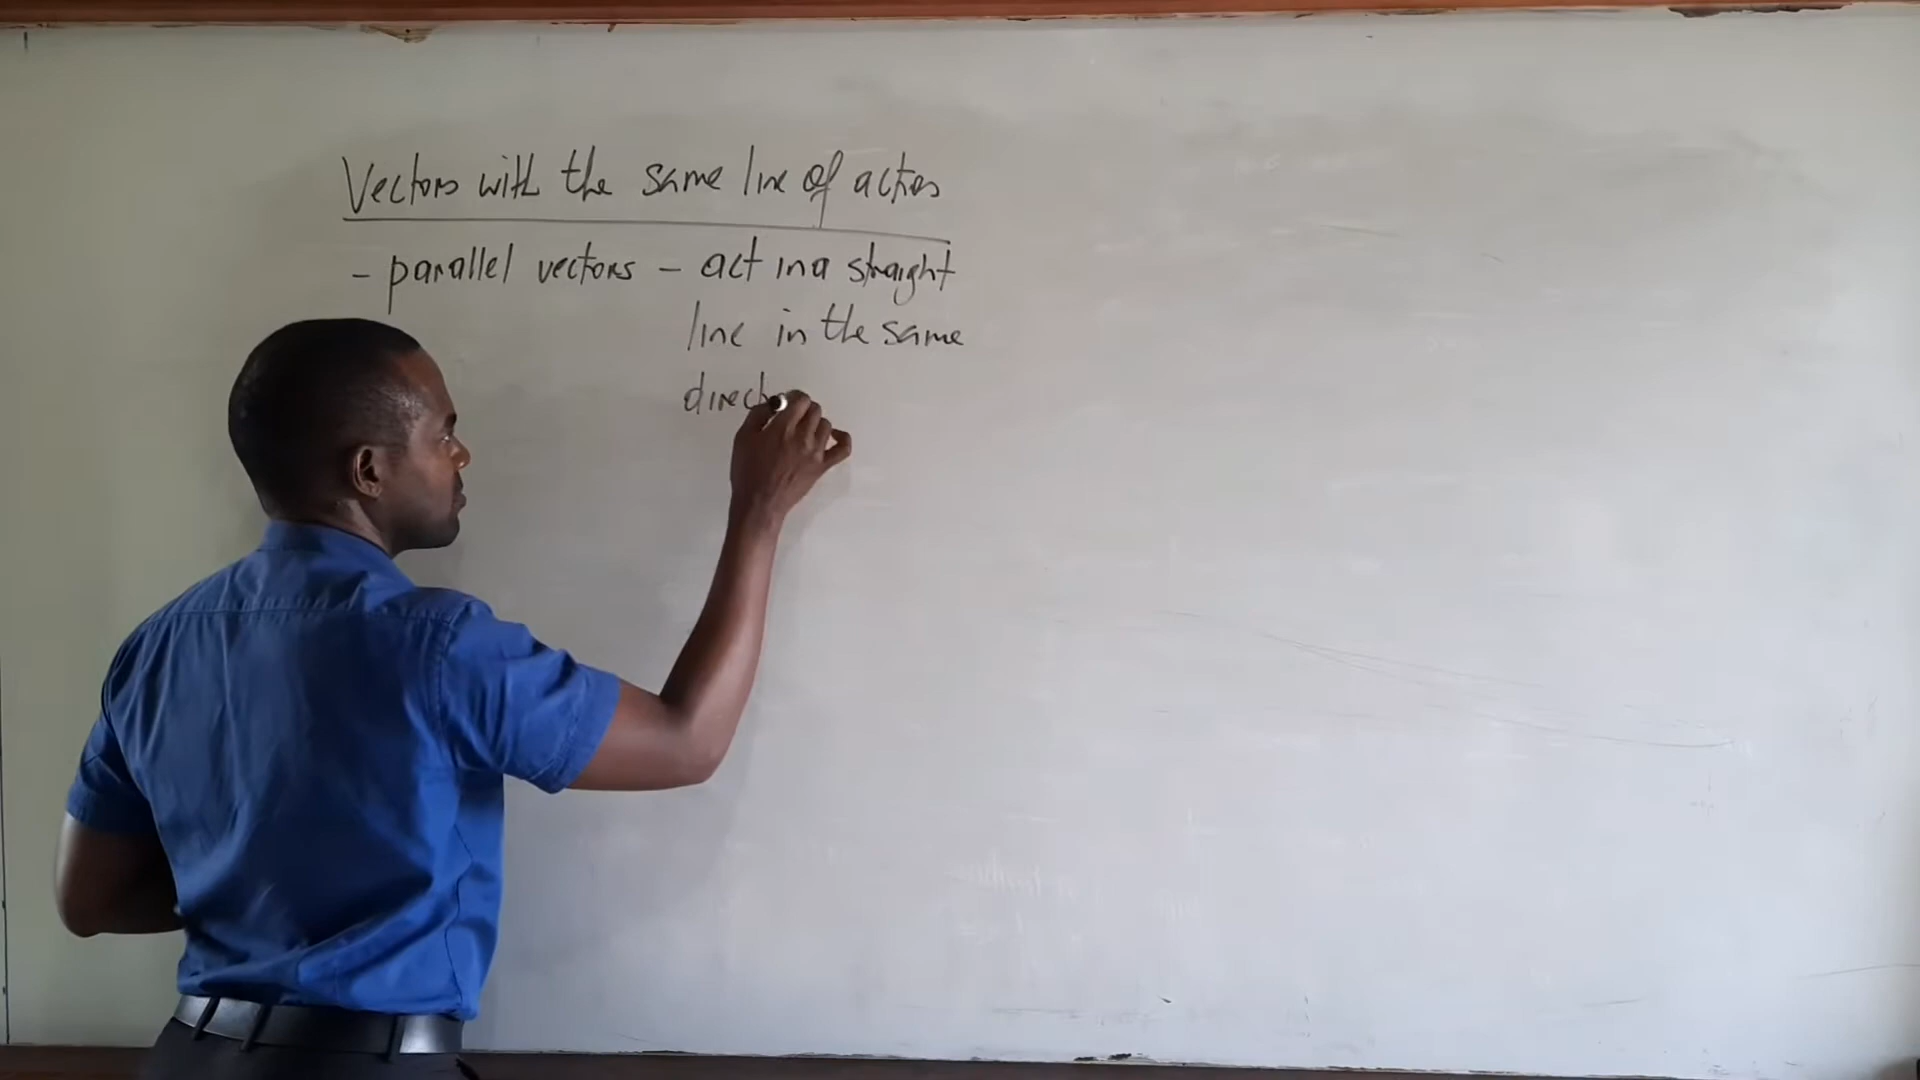 Vectors with the same line of action
- parallel vectors - act in a straight
line in the same
direct